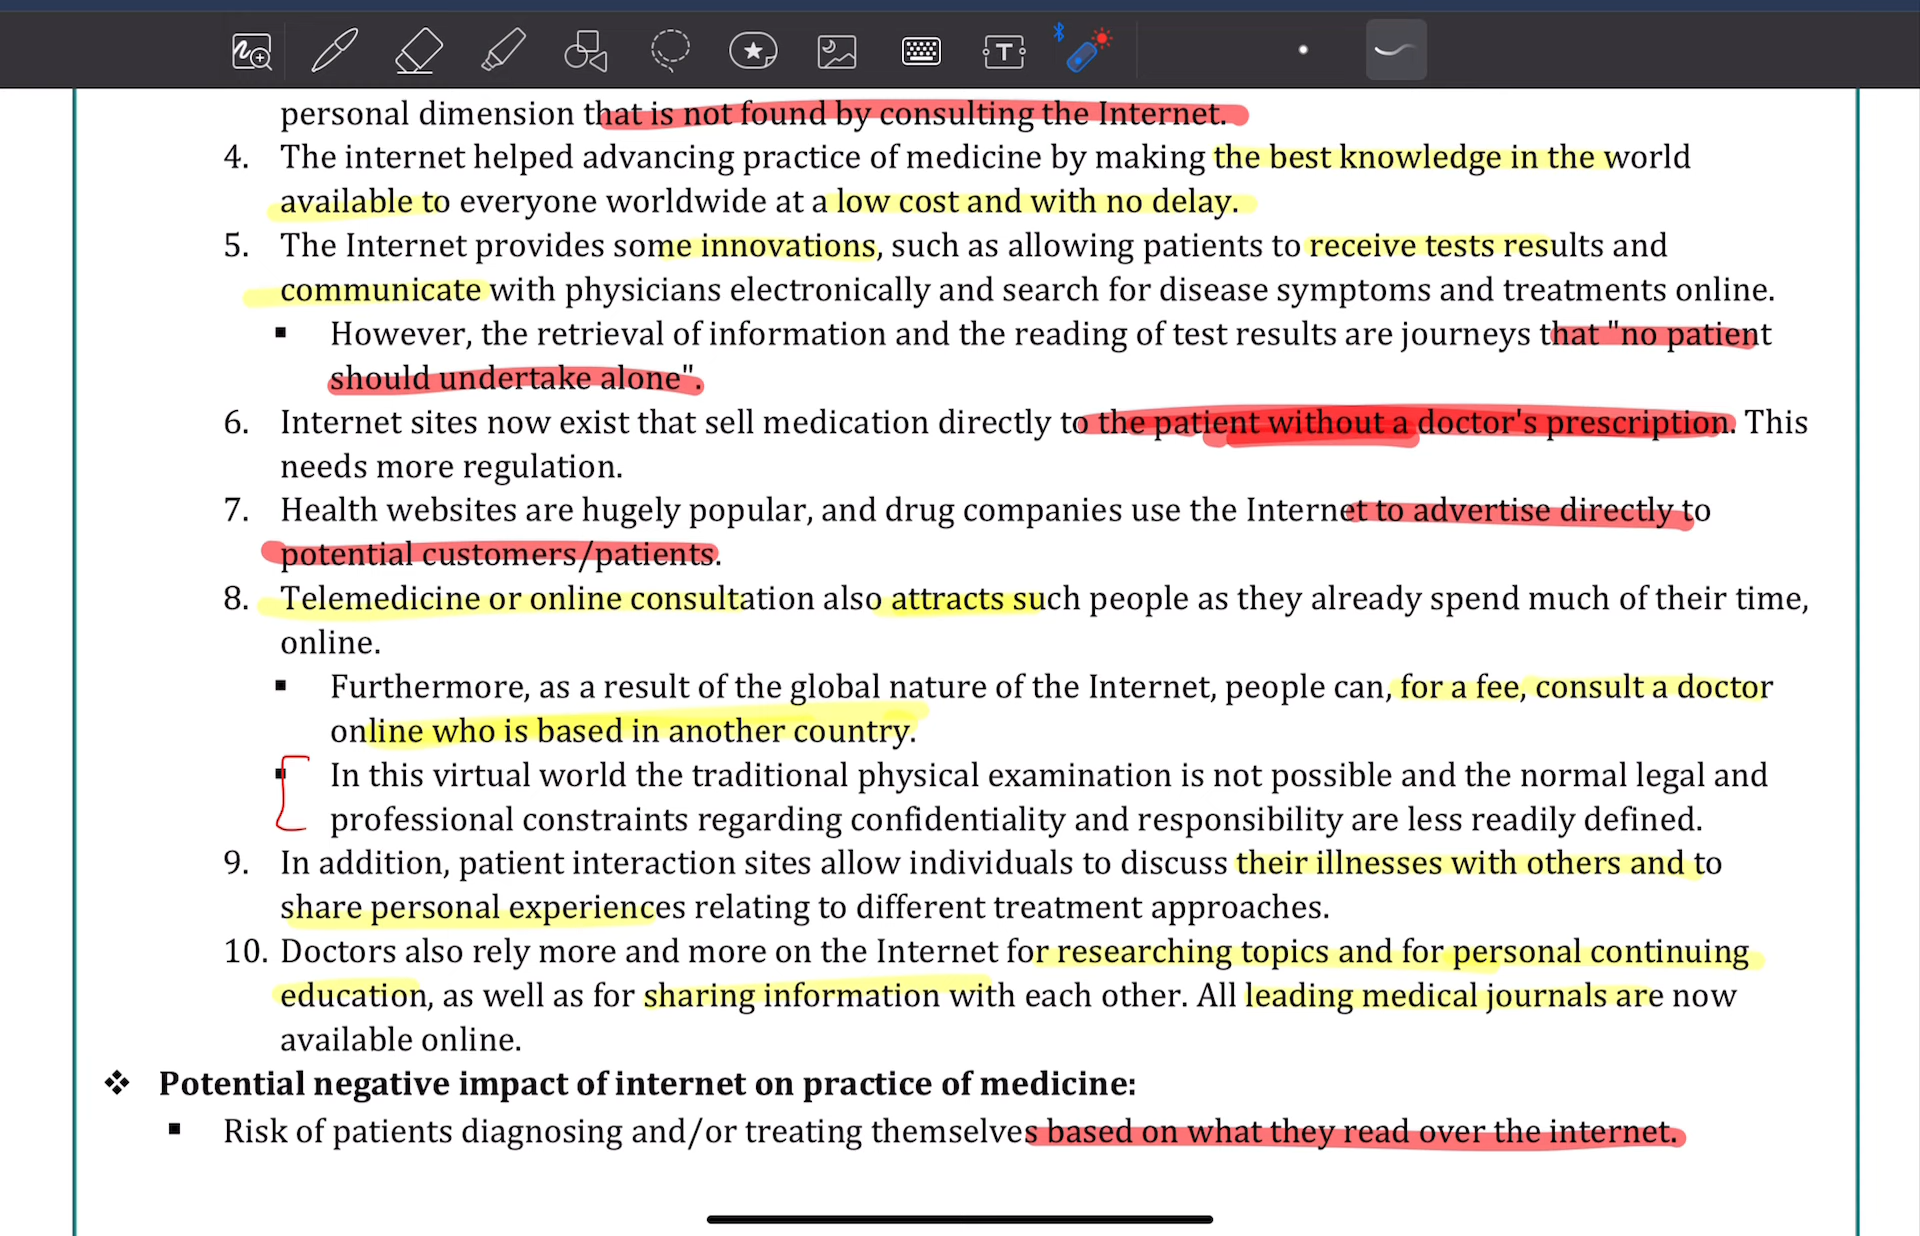 personal dimension that is not found by consulting the Internet.
4. The internet helped advancing practice of medicine by making the best knowledge in the world
available to everyone worldwide at a low cost and with no delay.
5. The Internet provides some innovations, such as allowing patients to receive tests results and
communicate with physicians electronically and search for disease symptoms and treatments online.
▪ However, the retrieval of information and the reading of test results are journeys that "no patient
should undertake alone".
6. Internet sites now exist that sell medication directly to the patient without a doctor's prescription. This
needs more regulation.
7. Health websites are hugely popular, and drug companies use the Internet to advertise directly to
potential customers/patients.
8. Telemedicine or online consultation also attracts such people as they already spend much of their time,
online.
▪ Furthermore, as a result of the global nature of the Internet, people can, for a fee, consult a doctor
online who is based in another country.
▪ In this virtual world the traditional physical examination is not possible and the normal legal and
professional constraints regarding confidentiality and responsibility are less readily defined.
9. In addition, patient interaction sites allow individuals to discuss their illnesses with others and to
share personal experiences relating to different treatment approaches.
10. Doctors also rely more and more on the Internet for researching topics and for personal continuing
education, as well as for sharing information with each other. All leading medical journals are now
available online.
❖ Potential negative impact of internet on practice of medicine:
▪ Risk of patients diagnosing and/or treating themselves based on what they read over the internet.